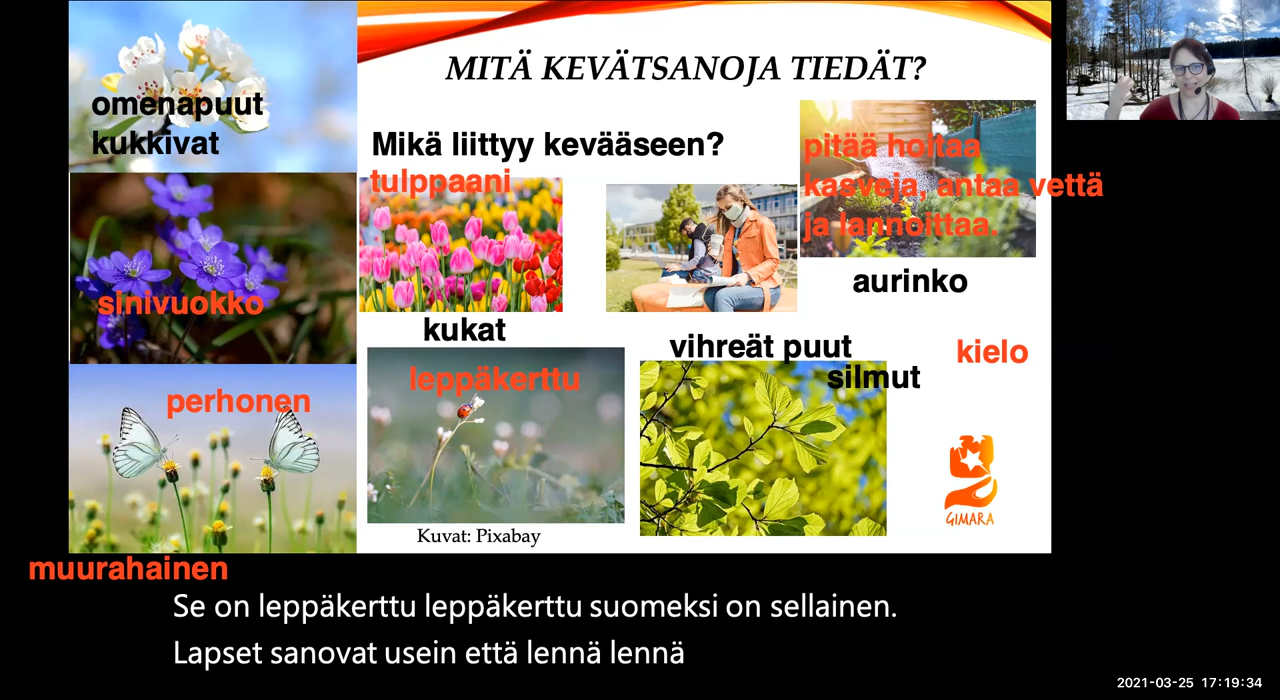 MITÄ KEVÄTSANOJA TIEDÄT?
omenapuut
kukkivat
Mikä liittyy kevääseen?
tulppaani
pitää hoitaa
kasveja, antaa vettä
ja lannoittaa.
aurinko
sinivuokko
kukat
vihreät puut
kielo
silmut
leppäkerttu
perhonen
GIMARA
Kuvat: Pixabay
muurahainen
Se on leppäkerttu leppäkerttu suomeksi on sellainen.
Lapset sanovat usein että lennä lennä
2021-03-25 17:19:34